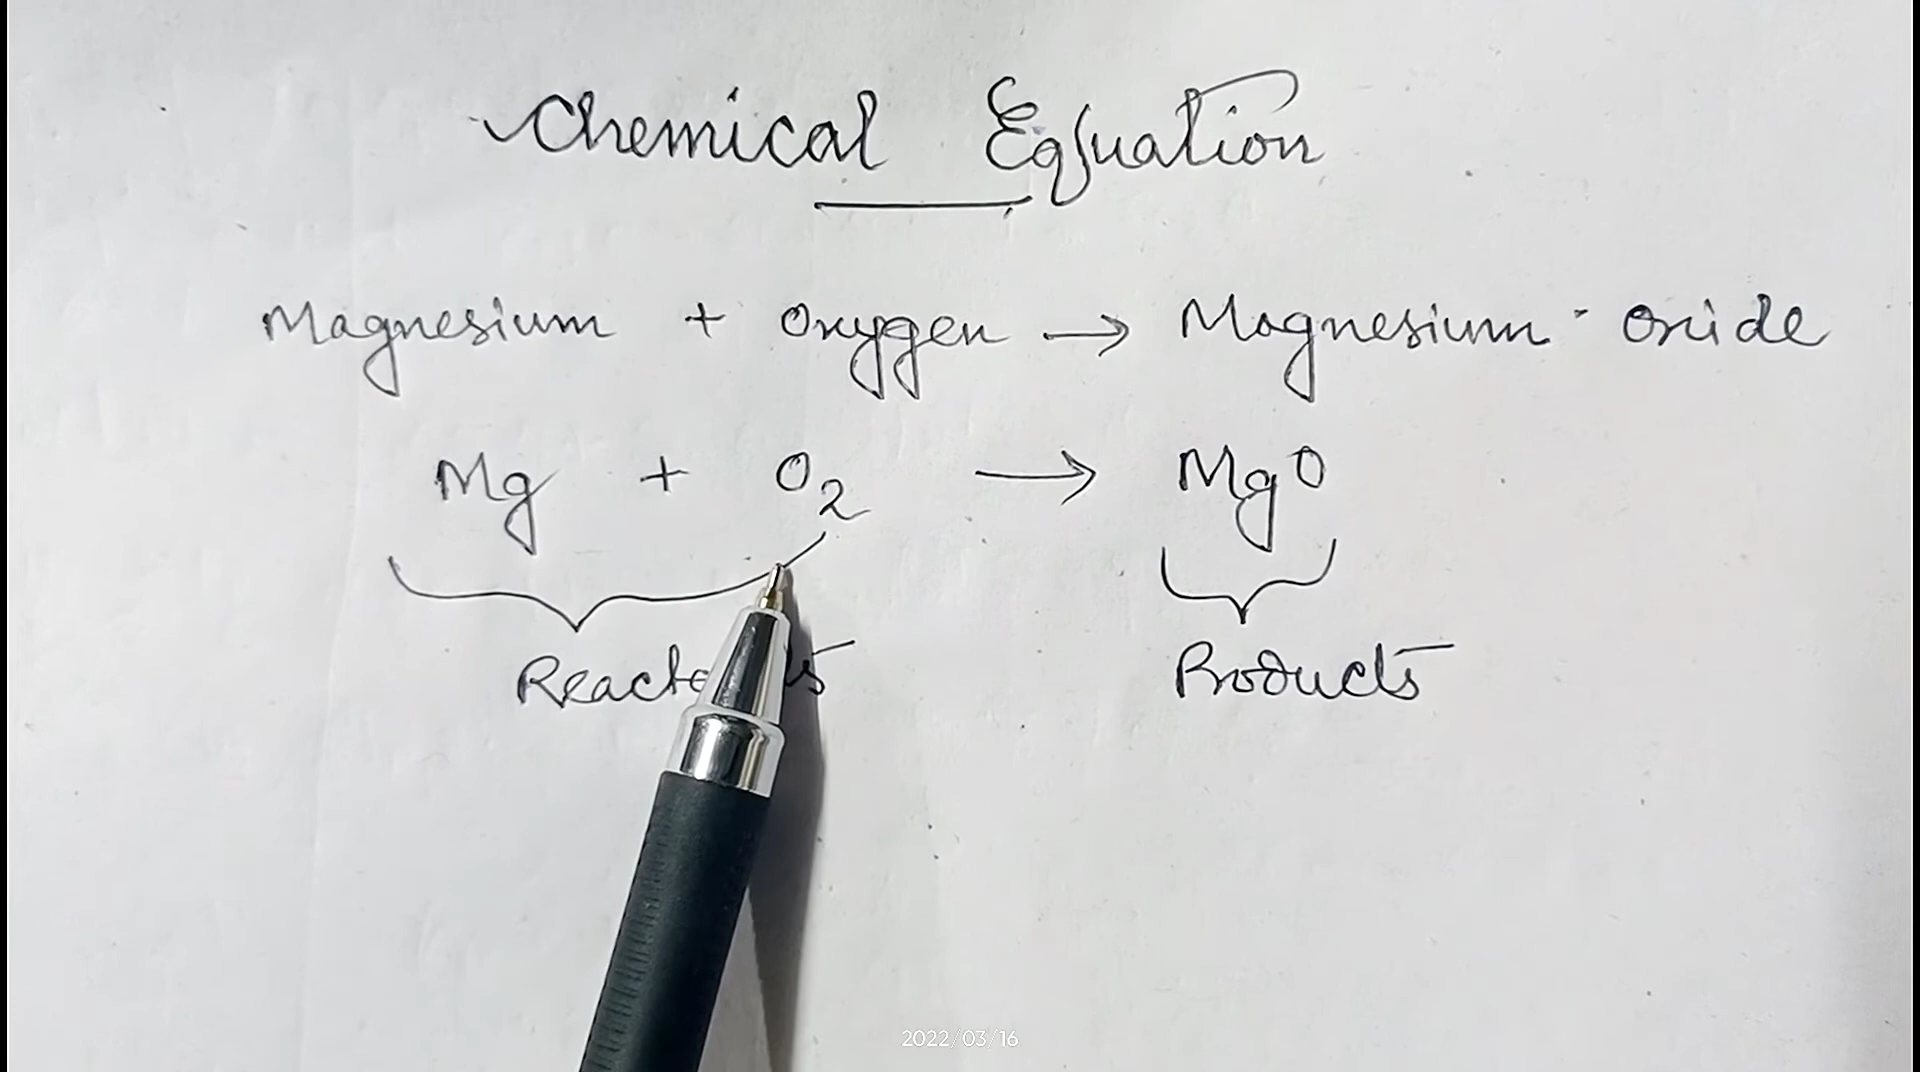 Chemical Equation
Magnesium + Oxygen → Magnesium - oxide
Mg + O₂ → MgO
Products
2022/03/16